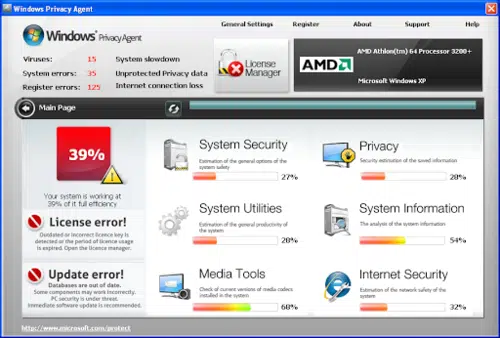 Windows Privacy Agent
General Settings Register About Support Help
Windows® Privacy Agent
Viruses: 15 System slowdown
System errors: 35 Unprotected Privacy data
Register errors: 125 Internet connection loss
License
Manager
AMD
AMD Athlon(tm) 64 Processor 3200+
Microsoft Windows XP
Main Page
39%
Your system is working at
39% of it full efficiency
License error!
Outdated or incorrect licence key is
detected or the period of licence usage
is expired. Open the licence manager.
Update error!
Databases are out of date.
Some components may work incorrectly.
PC security is under threat.
Immediate software update is recommended.
System Security
Estimation of the general options of the
system safety
27%
Privacy
Security estimation of the saved information
28%
System Utilities
Estimation of the general productivity
of the system
28%
System Information
The analysis of the system information
54%
Media Tools
Check of current versions of media coders
installed in the system
68%
Internet Security
Estimation of the network safety of the
system
32%
http://www.microsoft.com/protect